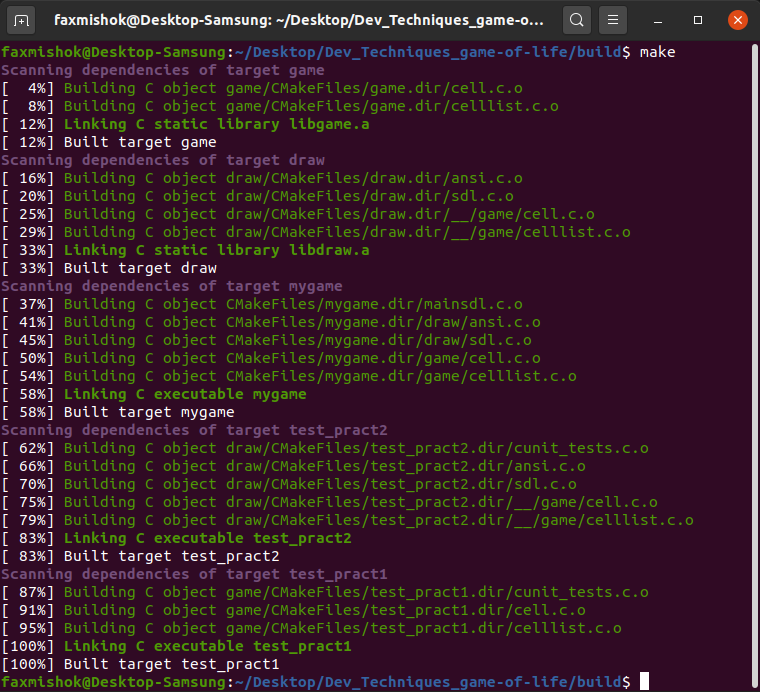 faxmishok@Desktop-Samsung: ~/Desktop/Dev_Techniques_game-o...
faxmishok@Desktop-Samsung:~/Desktop/Dev_Techniques_game-of-life/build$ make
Scanning dependencies of target game
[  4%] Building C object game/CMakeFiles/game.dir/cell.c.o
[  8%] Building C object game/CMakeFiles/game.dir/celllist.c.o
[ 12%] Linking C static library libgame.a
[ 12%] Built target game
Scanning dependencies of target draw
[ 16%] Building C object draw/CMakeFiles/draw.dir/ansi.c.o
[ 20%] Building C object draw/CMakeFiles/draw.dir/sdl.c.o
[ 25%] Building C object draw/CMakeFiles/draw.dir/__/game/cell.c.o
[ 29%] Building C object draw/CMakeFiles/draw.dir/__/game/celllist.c.o
[ 33%] Linking C static library libdraw.a
[ 33%] Built target draw
Scanning dependencies of target mygame
[ 37%] Building C object CMakeFiles/mygame.dir/mainsdl.c.o
[ 41%] Building C object CMakeFiles/mygame.dir/draw/ansi.c.o
[ 45%] Building C object CMakeFiles/mygame.dir/draw/sdl.c.o
[ 50%] Building C object CMakeFiles/mygame.dir/game/cell.c.o
[ 54%] Building C object CMakeFiles/mygame.dir/game/celllist.c.o
[ 58%] Linking C executable mygame
[ 58%] Built target mygame
Scanning dependencies of target test_pract2
[ 62%] Building C object draw/CMakeFiles/test_pract2.dir/cunit_tests.c.o
[ 66%] Building C object draw/CMakeFiles/test_pract2.dir/ansi.c.o
[ 70%] Building C object draw/CMakeFiles/test_pract2.dir/sdl.c.o
[ 75%] Building C object draw/CMakeFiles/test_pract2.dir/__/game/cell.c.o
[ 79%] Building C object draw/CMakeFiles/test_pract2.dir/__/game/celllist.c.o
[ 83%] Linking C executable test_pract2
[ 83%] Built target test_pract2
Scanning dependencies of target test_pract1
[ 87%] Building C object game/CMakeFiles/test_pract1.dir/cunit_tests.c.o
[ 91%] Building C object game/CMakeFiles/test_pract1.dir/cell.c.o
[ 95%] Building C object game/CMakeFiles/test_pract1.dir/celllist.c.o
[100%] Linking C executable test_pract1
[100%] Built target test_pract1
faxmishok@Desktop-Samsung:~/Desktop/Dev_Techniques_game-of-life/build$